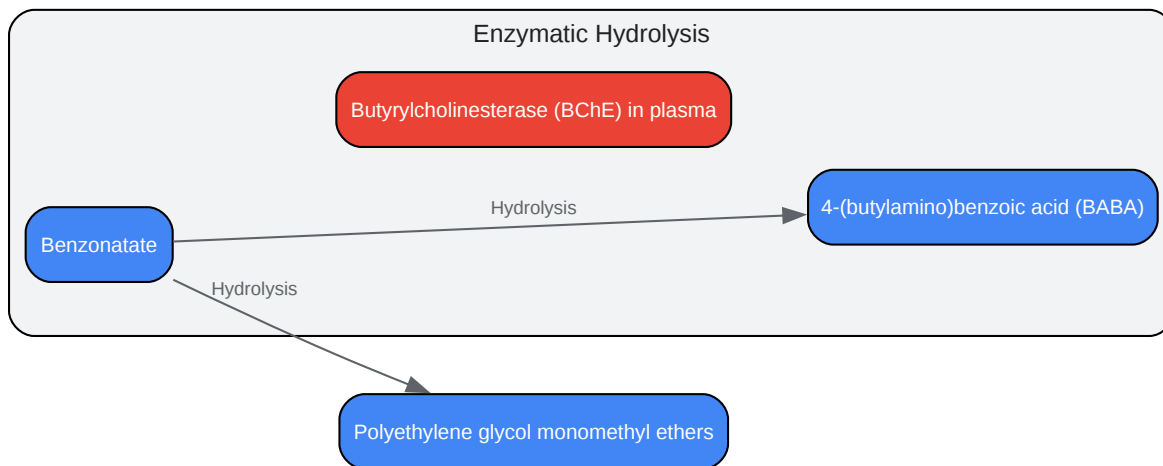 Enzymatic Hydrolysis
Butyrylcholinesterase (BChE) in plasma
Hydrolysis
4-(butylamino)benzoic acid (BABA)
Benzonatate
Hydrolysis
Polyethylene glycol monomethyl ethers